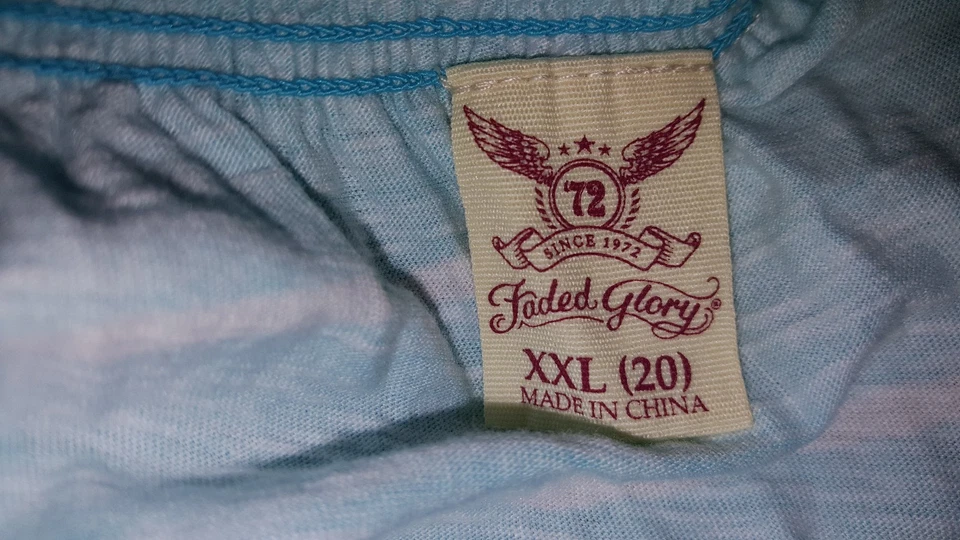 '72
SINCE 1972
Faded Glory®
XXL (20)
MADE IN CHINA